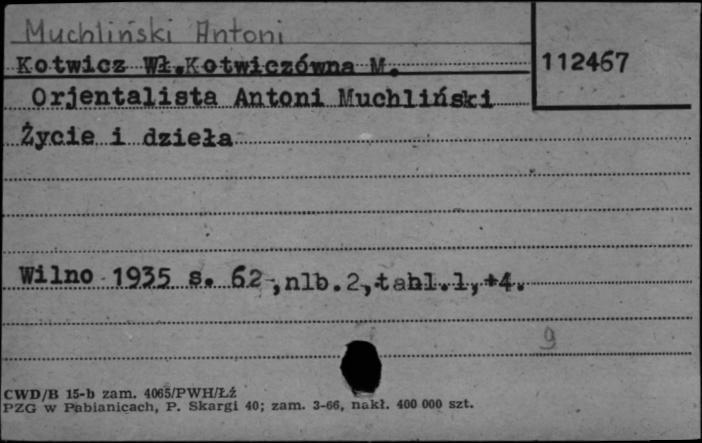 Muchliński Antoni
Kotwicz Wł.Kotwiczówna M.
112467
Orjentalista Antoni Muchliński
Życie i dzieła
Wilno 1935 s. 62,nlb.2,tabl.1,+4.
9
CWD/B 15-b zam. 4065/PWH/Łź
PZG w Pabianicach, P. Skargi 40; zam. 3-66, nakł. 400 000 szt.